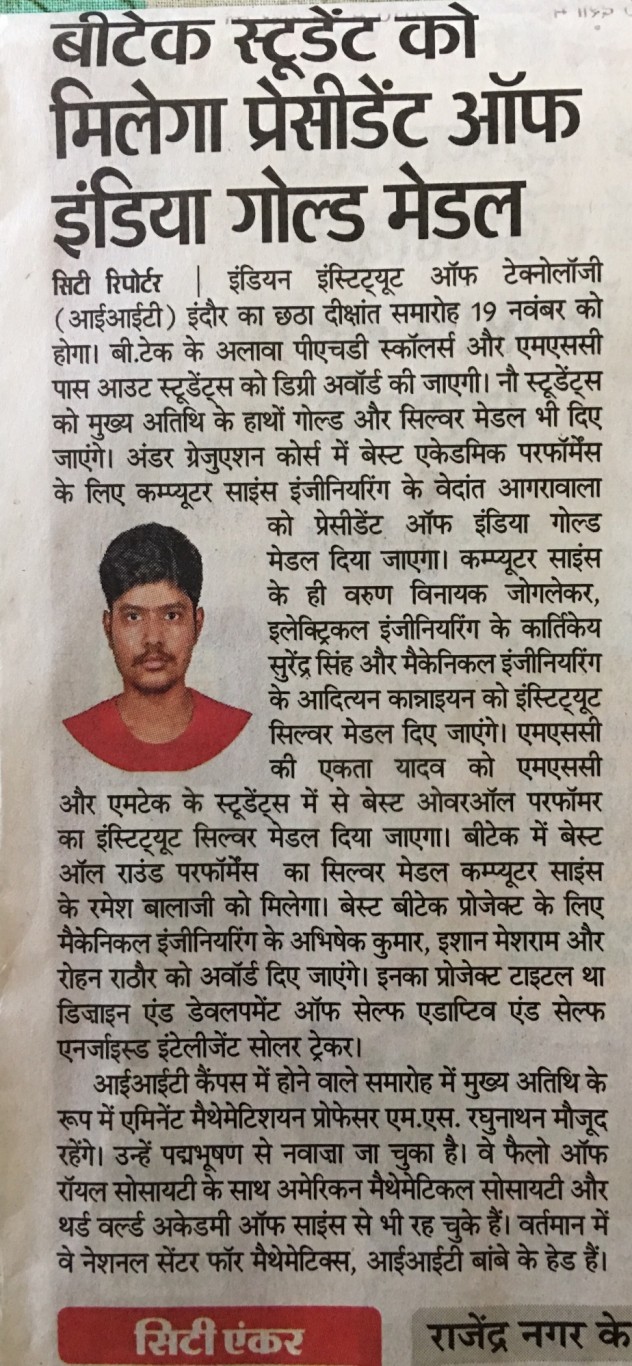 बीटेक स्टूडेंट को
मिलेगा प्रेसीडेंट ऑफ
इंडिया गोल्ड मेडल
सिटी रिपोर्टर | इंडियन इंस्टिट्यूट ऑफ टेक्नोलॉजी
(आईआईटी) इंदौर का छठा दीक्षांत समारोह 19 नवंबर को
होगा। बी.टेक के अलावा पीएचडी स्कॉलर्स और एमएससी
पास आउट स्टूडेंट्स को डिग्री अवॉर्ड की जाएगी। नौ स्टूडेंट्स
को मुख्य अतिथि के हाथों गोल्ड और सिल्वर मेडल भी दिए
जाएंगे। अंडर ग्रेजुएशन कोर्स में बेस्ट एकेडमिक परफॉर्मेंस
के लिए कम्प्यूटर साइंस इंजीनियरिंग के वेदांत आगरावाला
को प्रेसीडेंट ऑफ इंडिया गोल्ड
मेडल दिया जाएगा। कम्प्यूटर साइंस
के ही वरुण विनायक जोगलेकर,
इलेक्ट्रिकल इंजीनियरिंग के कार्तिकेय
सुरेंद्र सिंह और मैकेनिकल इंजीनियरिंग
के आदित्यन कान्नाइयन को इंस्टिट्यूट
सिल्वर मेडल दिए जाएंगे। एमएससी
की एकता यादव को एमएससी
और एमटेक के स्टूडेंट्स में से बेस्ट ओवरऑल परफॉमर
का इंस्टिट्यूट सिल्वर मेडल दिया जाएगा। बीटेक में बेस्ट
ऑल राउंड परफॉर्मेंस का सिल्वर मेडल कम्प्यूटर साइंस
के रमेश बालाजी को मिलेगा। बेस्ट बीटेक प्रोजेक्ट के लिए
मैकेनिकल इंजीनियरिंग के अभिषेक कुमार, इशान मेशराम और
रोहन राठौर को अवॉर्ड दिए जाएंगे। इनका प्रोजेक्ट टाइटल था
डिज़ाइन एंड डेवलपमेंट ऑफ सेल्फ एडाप्टिव एंड सेल्फ
एनर्जाइस्ड इंटेलीजेंट सोलर ट्रेकर।
आईआईटी कैंपस में होने वाले समारोह में मुख्य अतिथि के
रूप में एमिनेंट मैथेमेटिशयन प्रोफेसर एम.एस. रघुनाथन मौजूद
रहेंगे। उन्हें पद्मभूषण से नवाज़ा जा चुका है। वे फैलो ऑफ
रॉयल सोसायटी के साथ अमेरिकन मैथेमेटिकल सोसायटी और
थर्ड वर्ल्ड अकेडमी ऑफ साइंस से भी रह चुके हैं। वर्तमान में
वे नेशनल सेंटर फॉर मैथेमेटिक्स, आईआईटी बांबे के हेड हैं।
सिटी एंकर
राजेंद्र नगर के